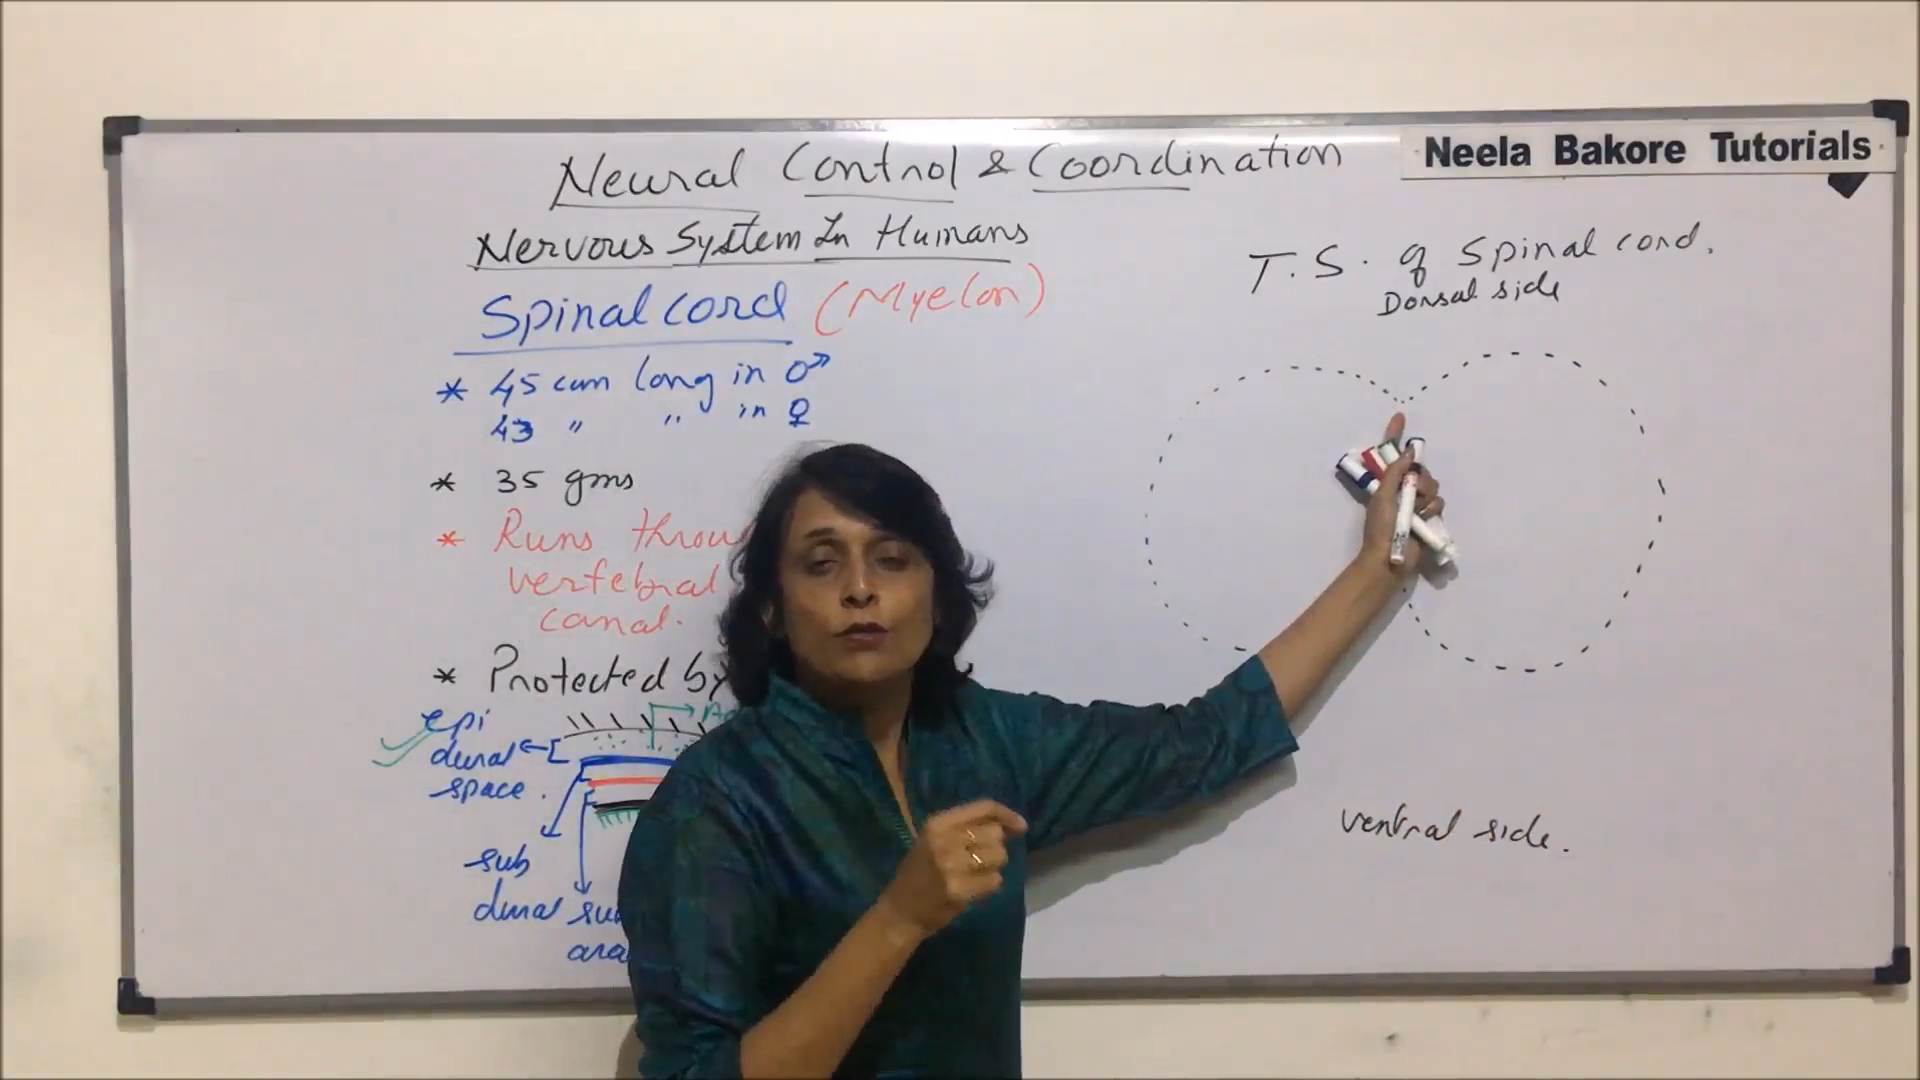 Neela Bakore Tutorials
Neural Control & Coordination
Nervous System In Humans
Spinal cord (Myelon)
* 45 cm long in ♂
43 " " in ♀
* 35 gms
* Runs throu
vertebral
canal.
* Protected by
epi
dural
space.
sub
dural
T.S. of Spinal cord.
Dorsal side
ventral side.